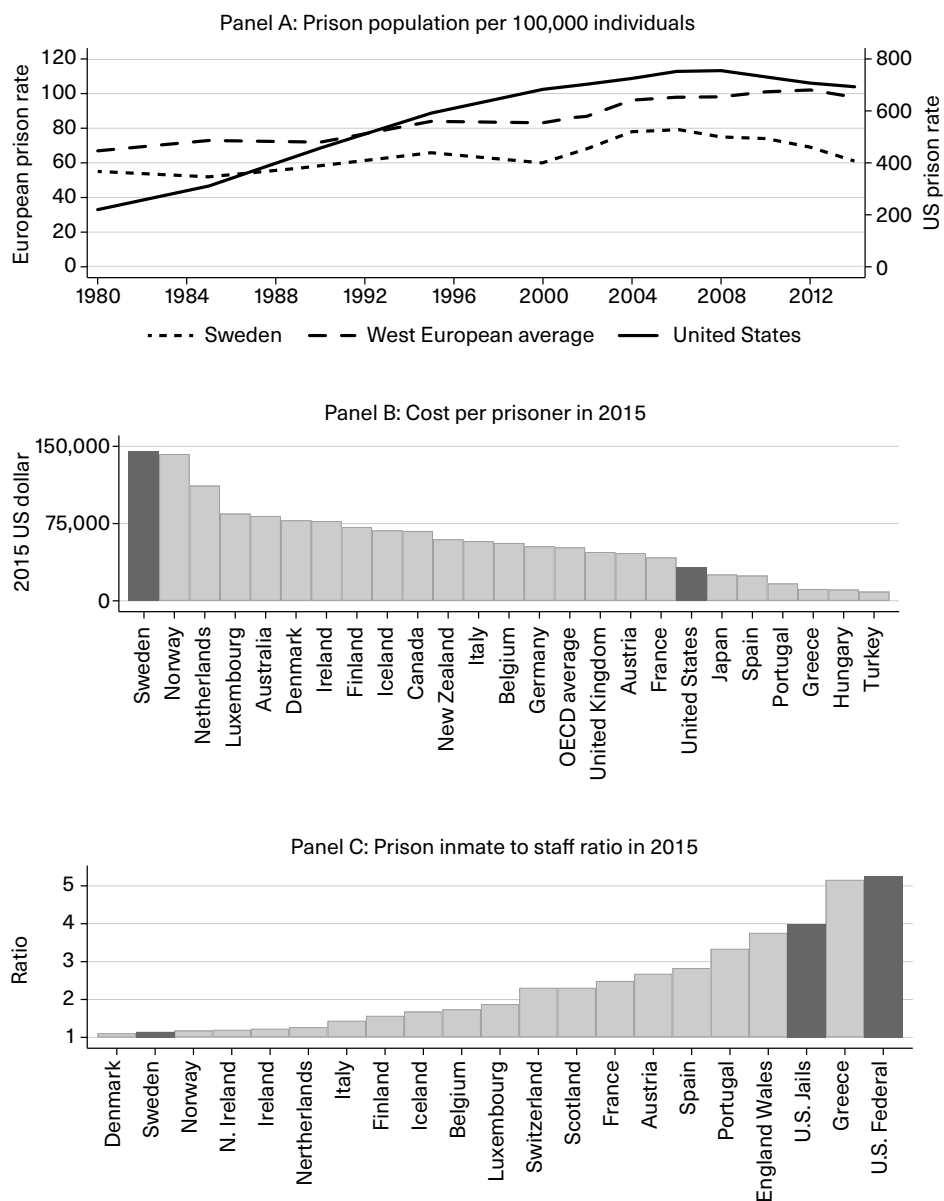 Panel A: Prison population per 100,000 individuals
European prison rate
120
100
80
60
40
20
0
800
600
400
200
0
US prison rate
1980 1984 1988 1992 1996 2000 2004 2008 2012
Sweden West European average United States
Panel B: Cost per prisoner in 2015
2015 US dollar
150,000
75,000
0
Sweden
Norway
Netherlands
Luxembourg
Australia
Denmark
Ireland
Finland
Iceland
Canada
New Zealand
Italy
Belgium
Germany
OECD average
United Kingdom
Austria
France
United States
Japan
Spain
Portugal
Greece
Hungary
Turkey
Panel C: Prison inmate to staff ratio in 2015
Ratio
5
4
3
2
1
Denmark
Sweden
Norway
N. Ireland
Ireland
Nertherlands
Italy
Finland
Iceland
Belgium
Luxembourg
Switzerland
Scotland
France
Austria
Spain
Portugal
England Wales
U.S. Jails
Greece
U.S. Federal